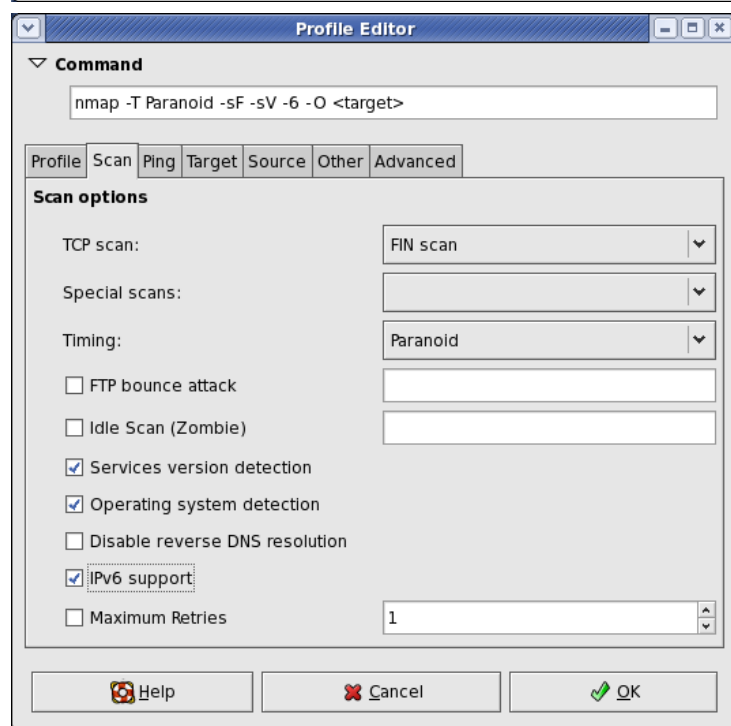 Profile Editor
Command
nmap -T Paranoid -sF -sV -6 -O <target>
Profile Scan Ping Target Source Other Advanced
Scan options
TCP scan: FIN scan
Special scans:
Timing: Paranoid
FTP bounce attack
Idle Scan (Zombie)
Services version detection
Operating system detection
Disable reverse DNS resolution
IPv6 support
Maximum Retries 1
Help Cancel OK